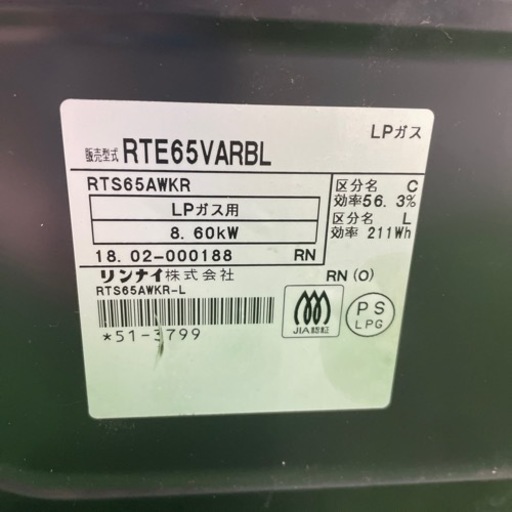 LPガス
販売型式 RTE65VARBL
RTS65AWKR
LPガス用
8.60kW
18.02-000188 RN
区分名 C
効率56.3%
区分名 L
効率 211Wh
リンナイ株式会社 RN(O)
RTS65AWKR-L
*51-3799
JIA認証
PS
LPG